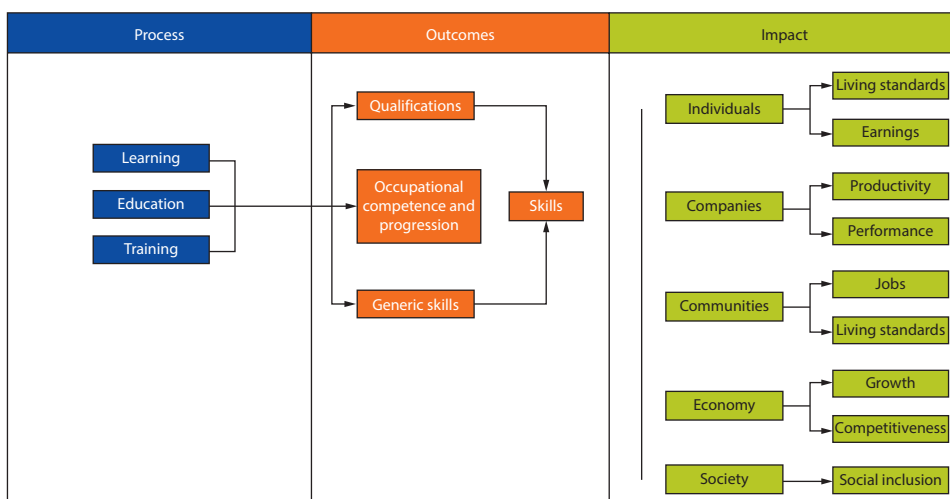 Process
Outcomes
Impact
Learning
Education
Training
Qualifications
Occupational
competence and
progression
Generic skills
Skills
Individuals
Living standards
Earnings
Companies
Productivity
Performance
Communities
Jobs
Living standards
Economy
Growth
Competitiveness
Society
Social inclusion